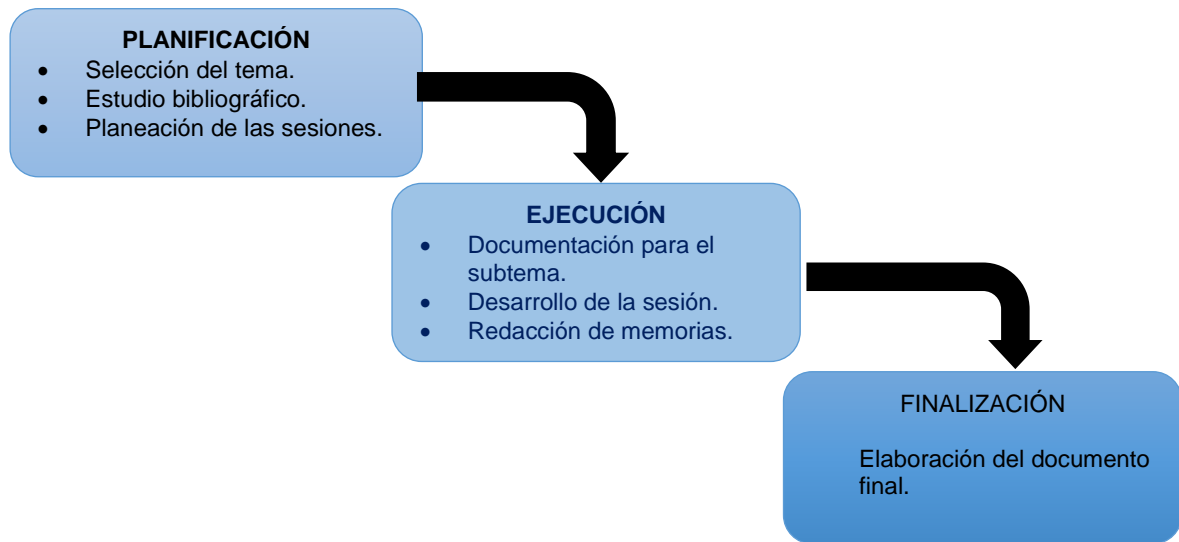 PLANIFICACIÓN
• Selección del tema.
• Estudio bibliográfico.
• Planeación de las sesiones.
EJECUCIÓN
• Documentación para el
subtema.
• Desarrollo de la sesión.
• Redacción de memorias.
FINALIZACIÓN
Elaboración del documento
final.